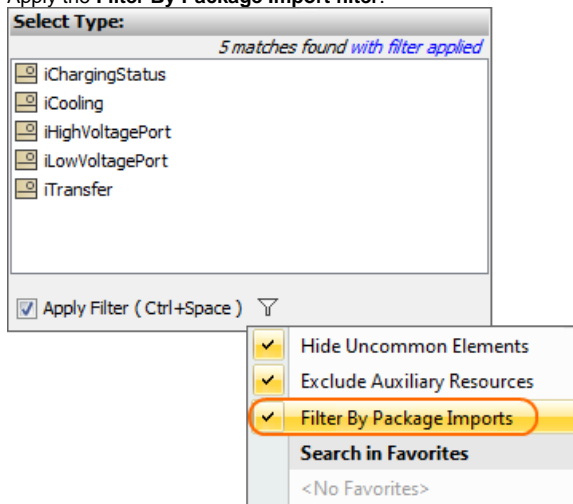 Apply the Filter By Package Import filter.
Select Type:
5 matches found with filter applied
iChargingStatus
iCooling
iHighVoltagePort
iLowVoltagePort
iTransfer
Apply Filter ( Ctrl+Space )
Hide Uncommon Elements
Exclude Auxiliary Resources
Filter By Package Imports
Search in Favorites
<No Favorites>